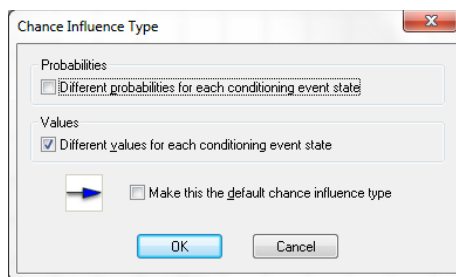 Chance Influence Type
Probabilities
Different probabilities for each conditioning event state
Values
Different values for each conditioning event state
Make this the default chance influence type
OK
Cancel